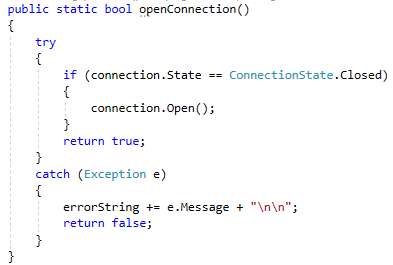 public static bool openConnection()
{
try
{
if (connection.State == ConnectionState.Closed)
{
connection.Open();
}
return true;
}
catch (Exception e)
{
errorString += e.Message + "\n\n";
return false;
}
}